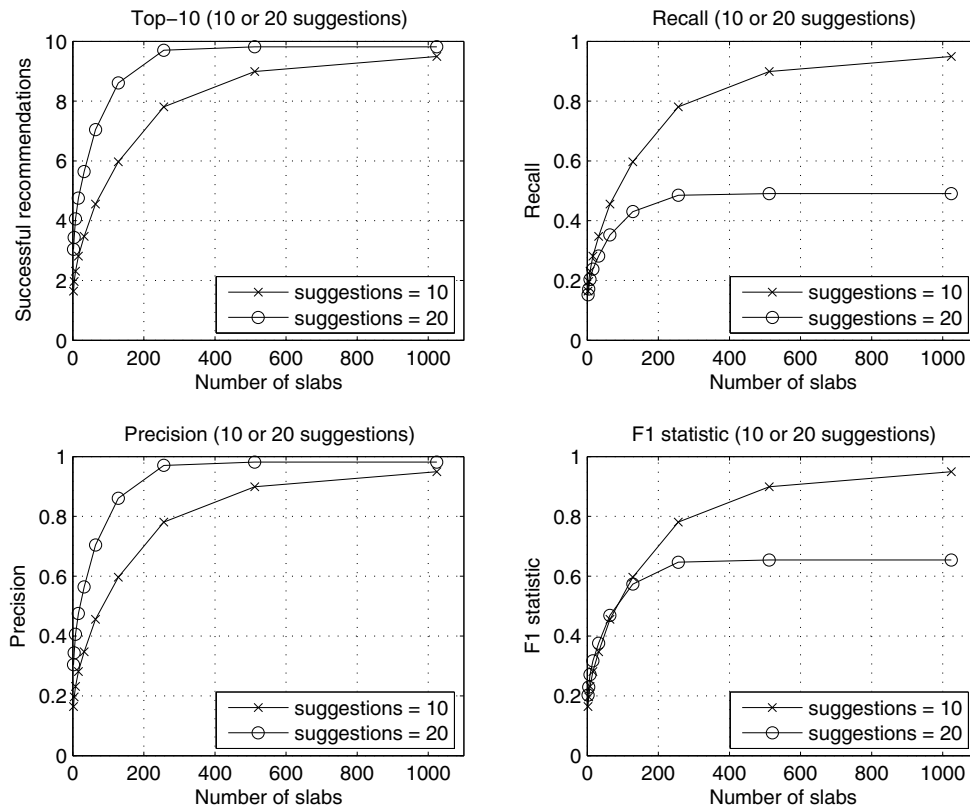 Top−10 (10 or 20 suggestions)
Successful recommendations
10
8
6
4
2
0
0 200 400 600 800 1000
Number of slabs
suggestions = 10
suggestions = 20
Recall (10 or 20 suggestions)
Recall
1
0.8
0.6
0.4
0.2
0
0 200 400 600 800 1000
Number of slabs
suggestions = 10
suggestions = 20
Precision (10 or 20 suggestions)
Precision
1
0.8
0.6
0.4
0.2
0
0 200 400 600 800 1000
Number of slabs
suggestions = 10
suggestions = 20
F1 statistic (10 or 20 suggestions)
F1 statistic
1
0.8
0.6
0.4
0.2
0
0 200 400 600 800 1000
Number of slabs
suggestions = 10
suggestions = 20